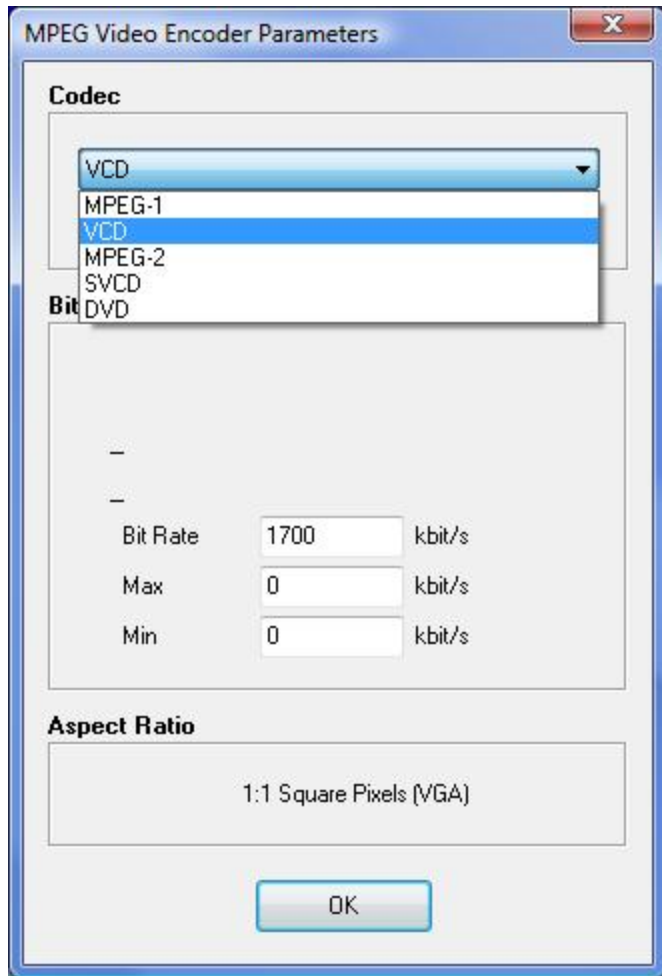 MPEG Video Encoder Parameters
Codec
VCD
MPEG-1
VCD
MPEG-2
SVCD
DVD
Bit
Bit Rate 1700 kbit/s
Max 0 kbit/s
Min 0 kbit/s
Aspect Ratio
1:1 Square Pixels (VGA)
OK